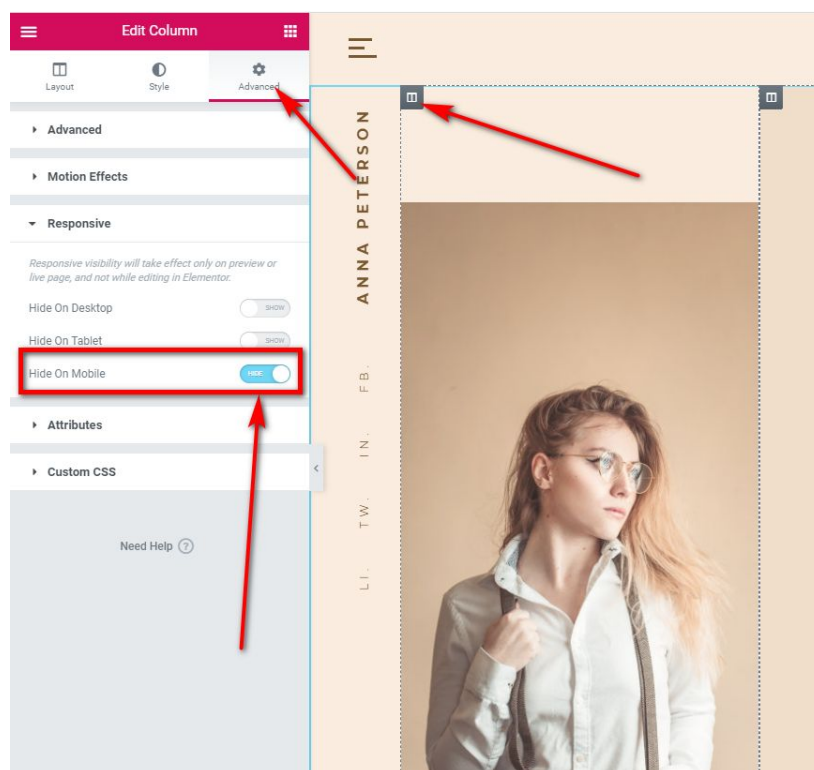 Edit Column
Layout
Style
Advanced
Advanced
Motion Effects
Responsive
Responsive visibility will take effect only on preview or
live page, and not while editing in Elementor.
Hide On Desktop
SHOW
Hide On Tablet
SHOW
Hide On Mobile
HIDE
Attributes
Custom CSS
Need Help ?
ANNA PETERSON
FB.
IN.
TW.
LI.